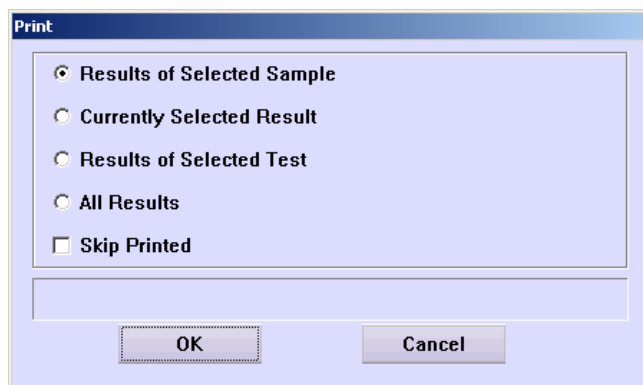 Print
Results of Selected Sample
Currently Selected Result
Results of Selected Test
All Results
Skip Printed
OK Cancel